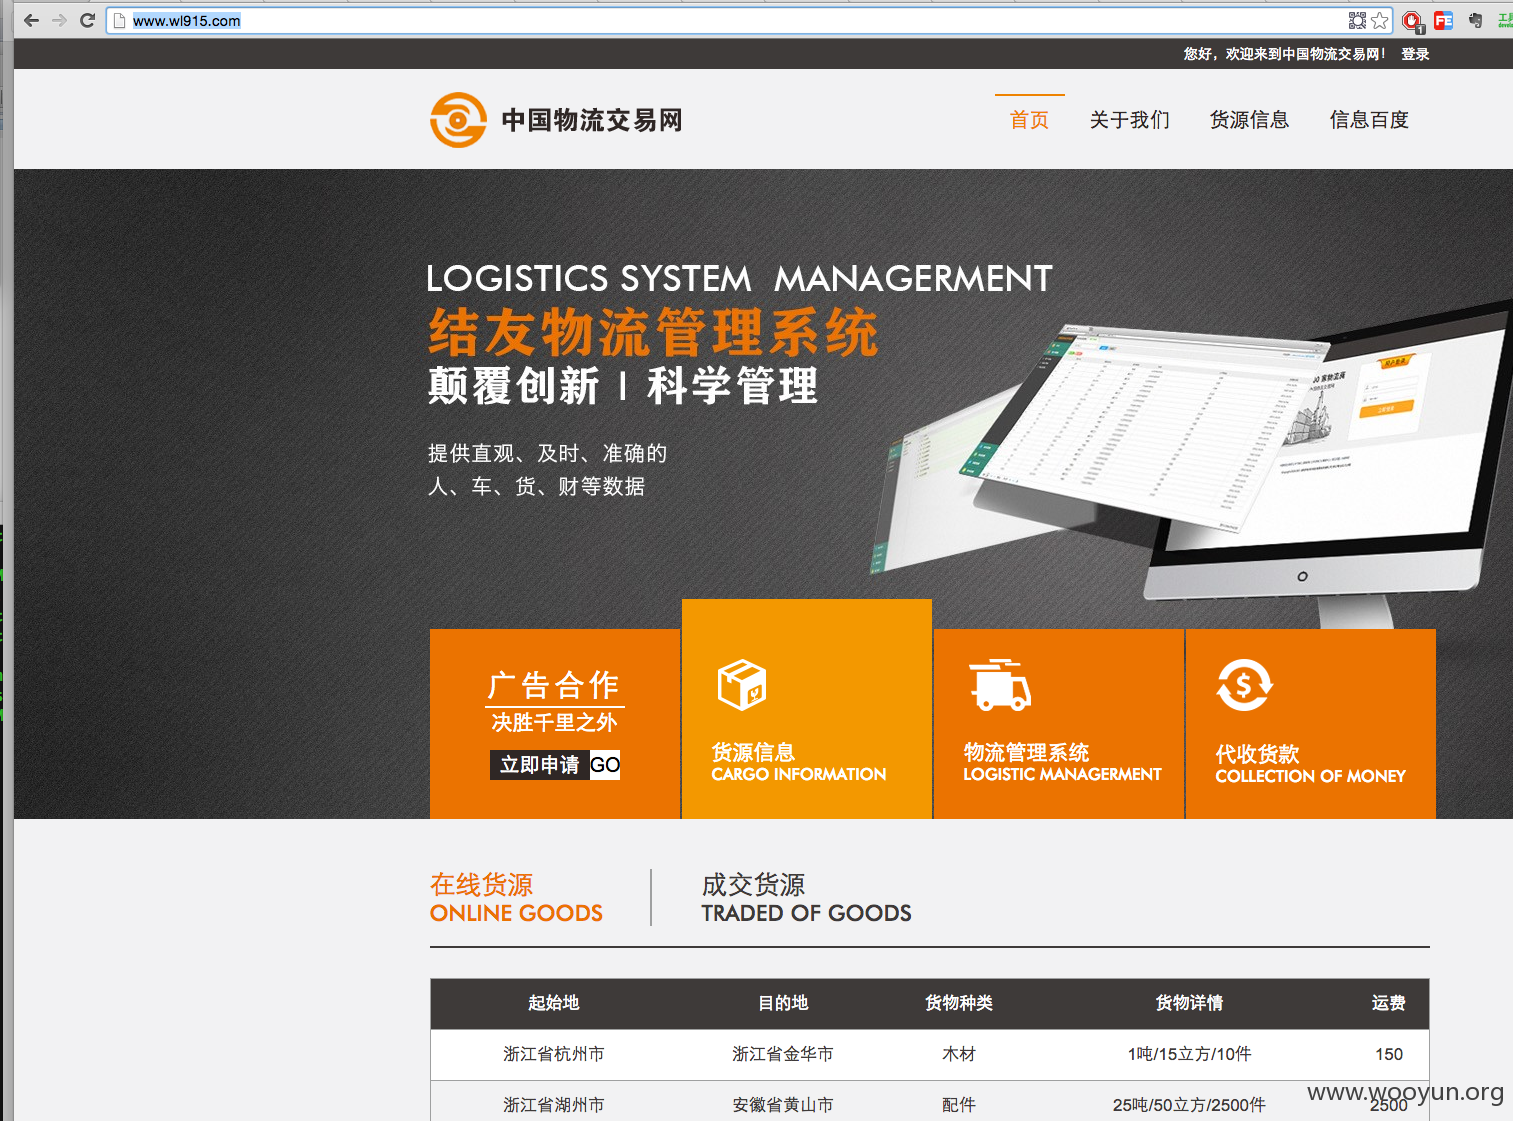 www.wl915.com
您好，欢迎来到中国物流交易网！ 登录
中国物流交易网
首页 关于我们 货源信息 信息百度
LOGISTICS SYSTEM MANAGERMENT
结友物流管理系统
颠覆创新 | 科学管理
提供直观、及时、准确的
人、车、货、财等数据
广告合作
决胜千里之外
立即申请 GO
货源信息
CARGO INFORMATION
物流管理系统
LOGISTIC MANAGERMENT
代收货款
COLLECTION OF MONEY
在线货源
ONLINE GOODS
成交货源
TRADED OF GOODS
起始地 目的地 货物种类 货物详情 运费
浙江省杭州市 浙江省金华市 木材 1吨/15立方/10件 150
浙江省湖州市 安徽省黄山市 配件 25吨/50立方/2500件 2500
www.wooyun.org